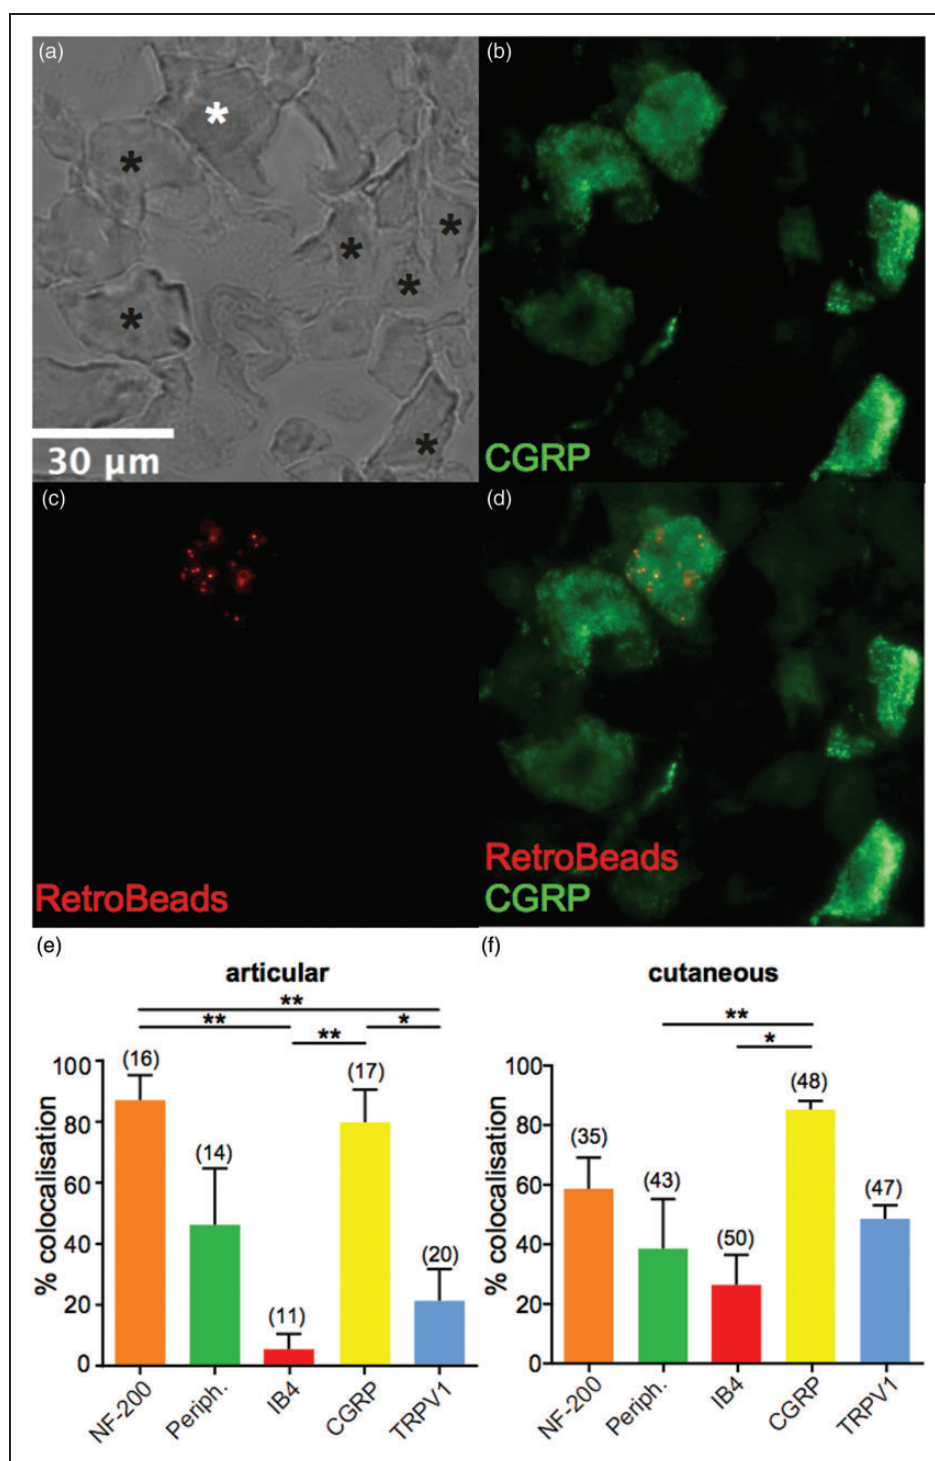 (a)
*
*
*
*
*
*
*
30 µm
(b)
CGRP
(c)
RetroBeads
(d)
RetroBeads
CGRP
(e)
articular
**
**
**
*
% colocalisation
100
80
60
40
20
0
(16)
(14)
(11)
(17)
(20)
NF-200
Periph.
IB4
CGRP
TRPV1
(f)
cutaneous
**
*
% colocalisation
100
80
60
40
20
0
(35)
(43)
(50)
(48)
(47)
NF-200
Periph.
IB4
CGRP
TRPV1